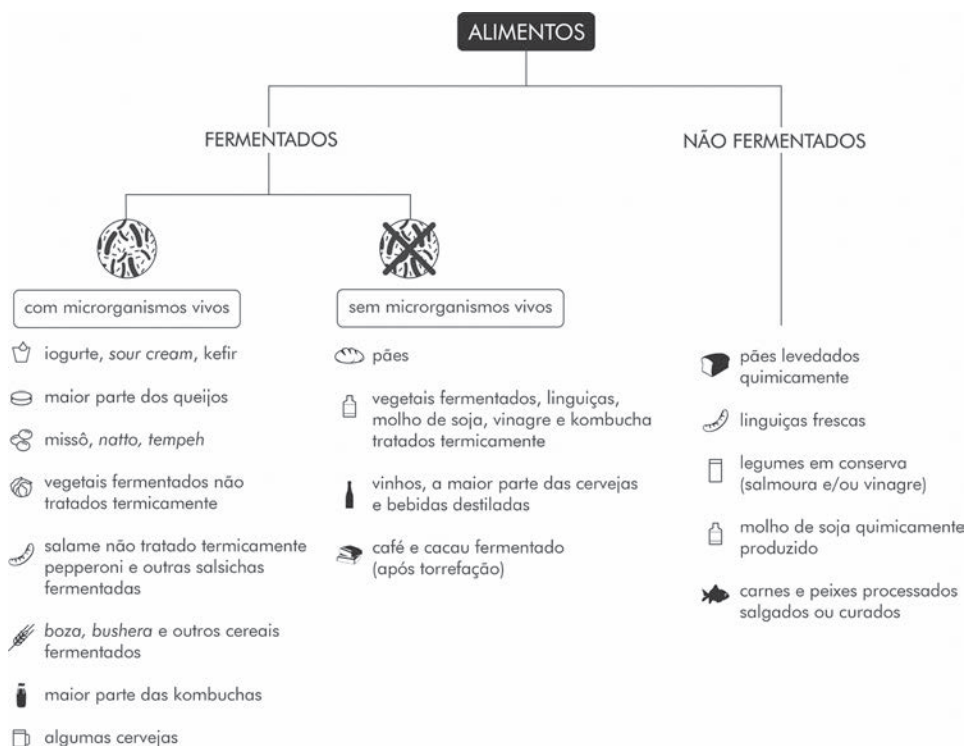 ALIMENTOS
FERMENTADOS
NÃO FERMENTADOS
com microrganismos vivos
iogurte, sour cream, kefir
maior parte dos queijos
missô, natto, tempeh
vegetais fermentados não
tratados termicamente
salame não tratado termicamente
pepperoni e outras salsichas
fermentadas
boza, bushera e outros cereais
fermentados
maior parte das kombuchas
algumas cervejas
sem microrganismos vivos
pães
vegetais fermentados, linguiças,
molho de soja, vinagre e kombucha
tratados termicamente
vinhos, a maior parte das cervejas
e bebidas destiladas
café e cacau fermentado
(após torrefação)
pães levedados
quimicamente
linguiças frescas
legumes em conserva
(salmoura e/ou vinagre)
molho de soja quimicamente
produzido
carnes e peixes processados
salgados ou curados